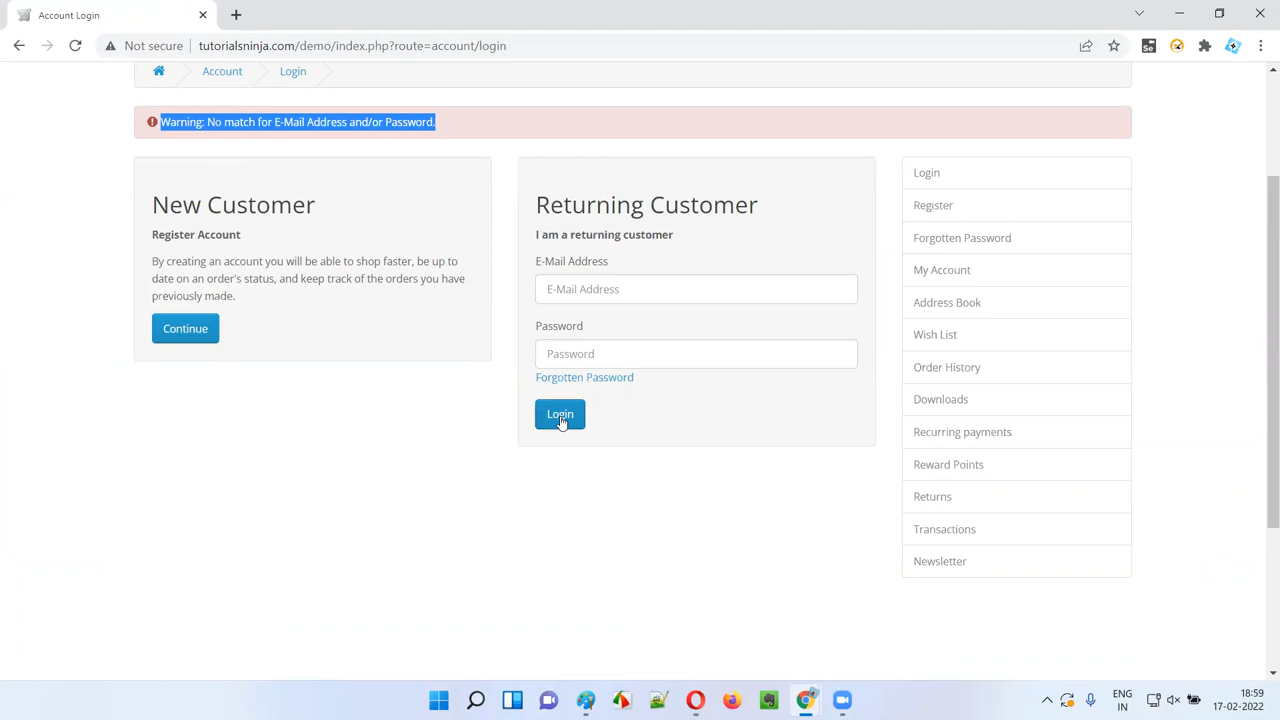 Account Login
Not secure
tutorialsninja.com/demo/index.php?route=account/login
Account
Login
Warning: No match for E-Mail Address and/or Password.
New Customer
Register Account
By creating an account you will be able to shop faster, be up to
date on an order's status, and keep track of the orders you have
previously made.
Continue
Returning Customer
I am a returning customer
E-Mail Address
E-Mail Address
Password
Password
Forgotten Password
Login
Login
Register
Forgotten Password
My Account
Address Book
Wish List
Order History
Downloads
Recurring payments
Reward Points
Returns
Transactions
Newsletter
Se
ENG
IN
18:59
17-02-2022